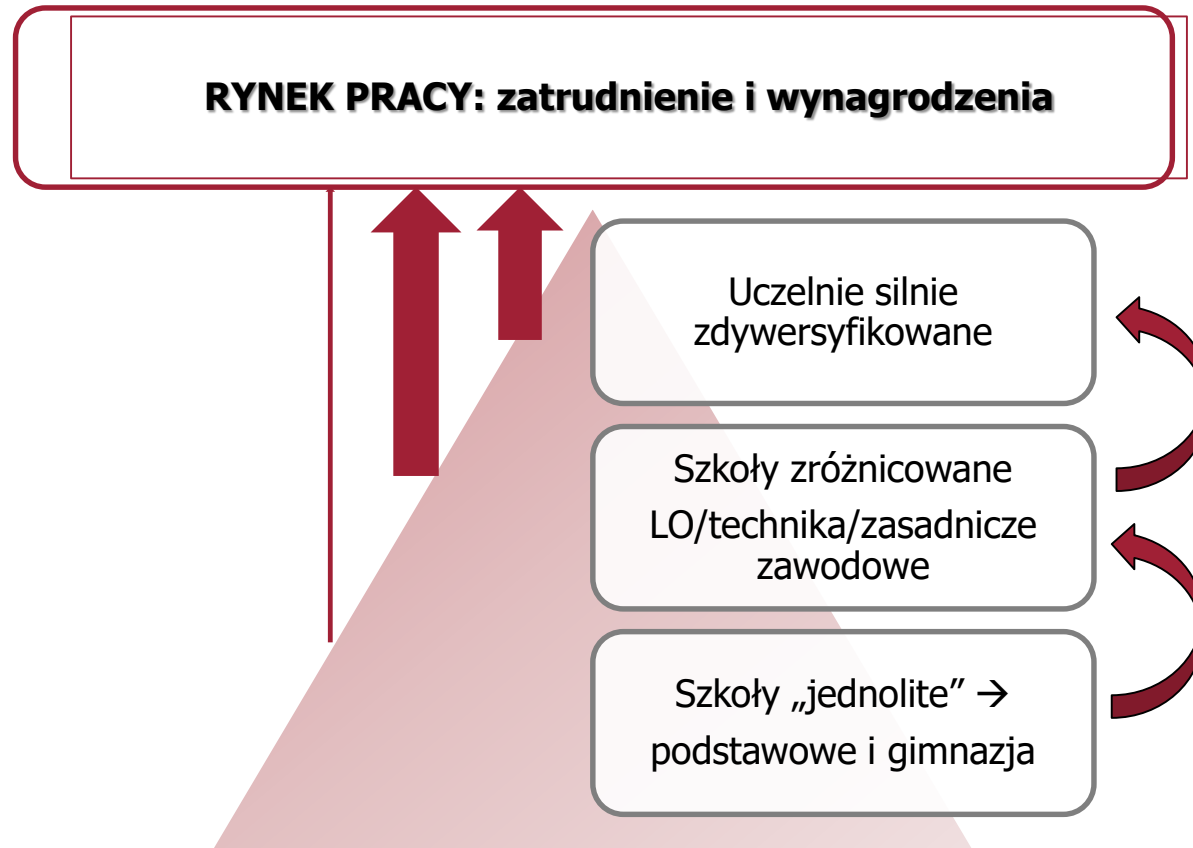 RYNEK PRACY: zatrudnienie i wynagrodzenia
Uczelnie silnie
zdywersyfikowane
Szkoły zróżnicowane
LO/technika/zasadnicze
zawodowe
Szkoły „jednolite” →
podstawowe i gimnazja